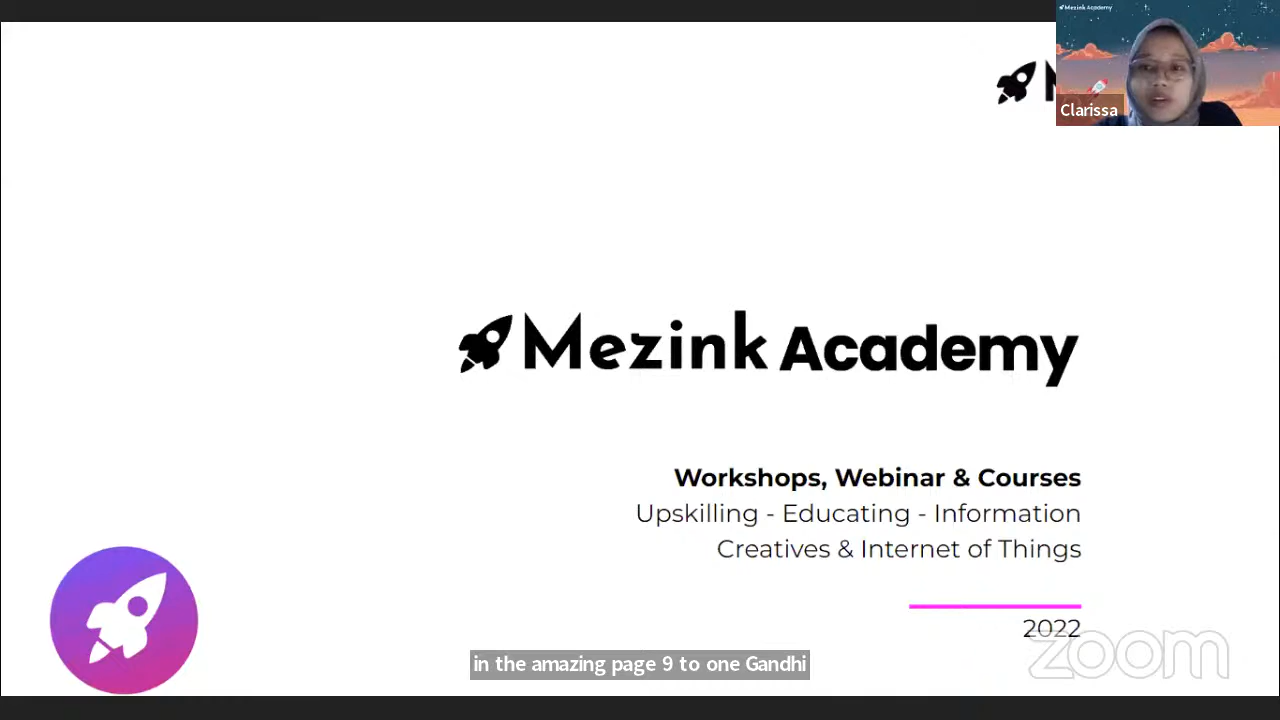 Mezink Academy
Clarissa
Mezink Academy
Workshops, Webinar & Courses
Upskilling - Educating - Information
Creatives & Internet of Things
2022
zoom
in the amazing page 9 to one Gandhi